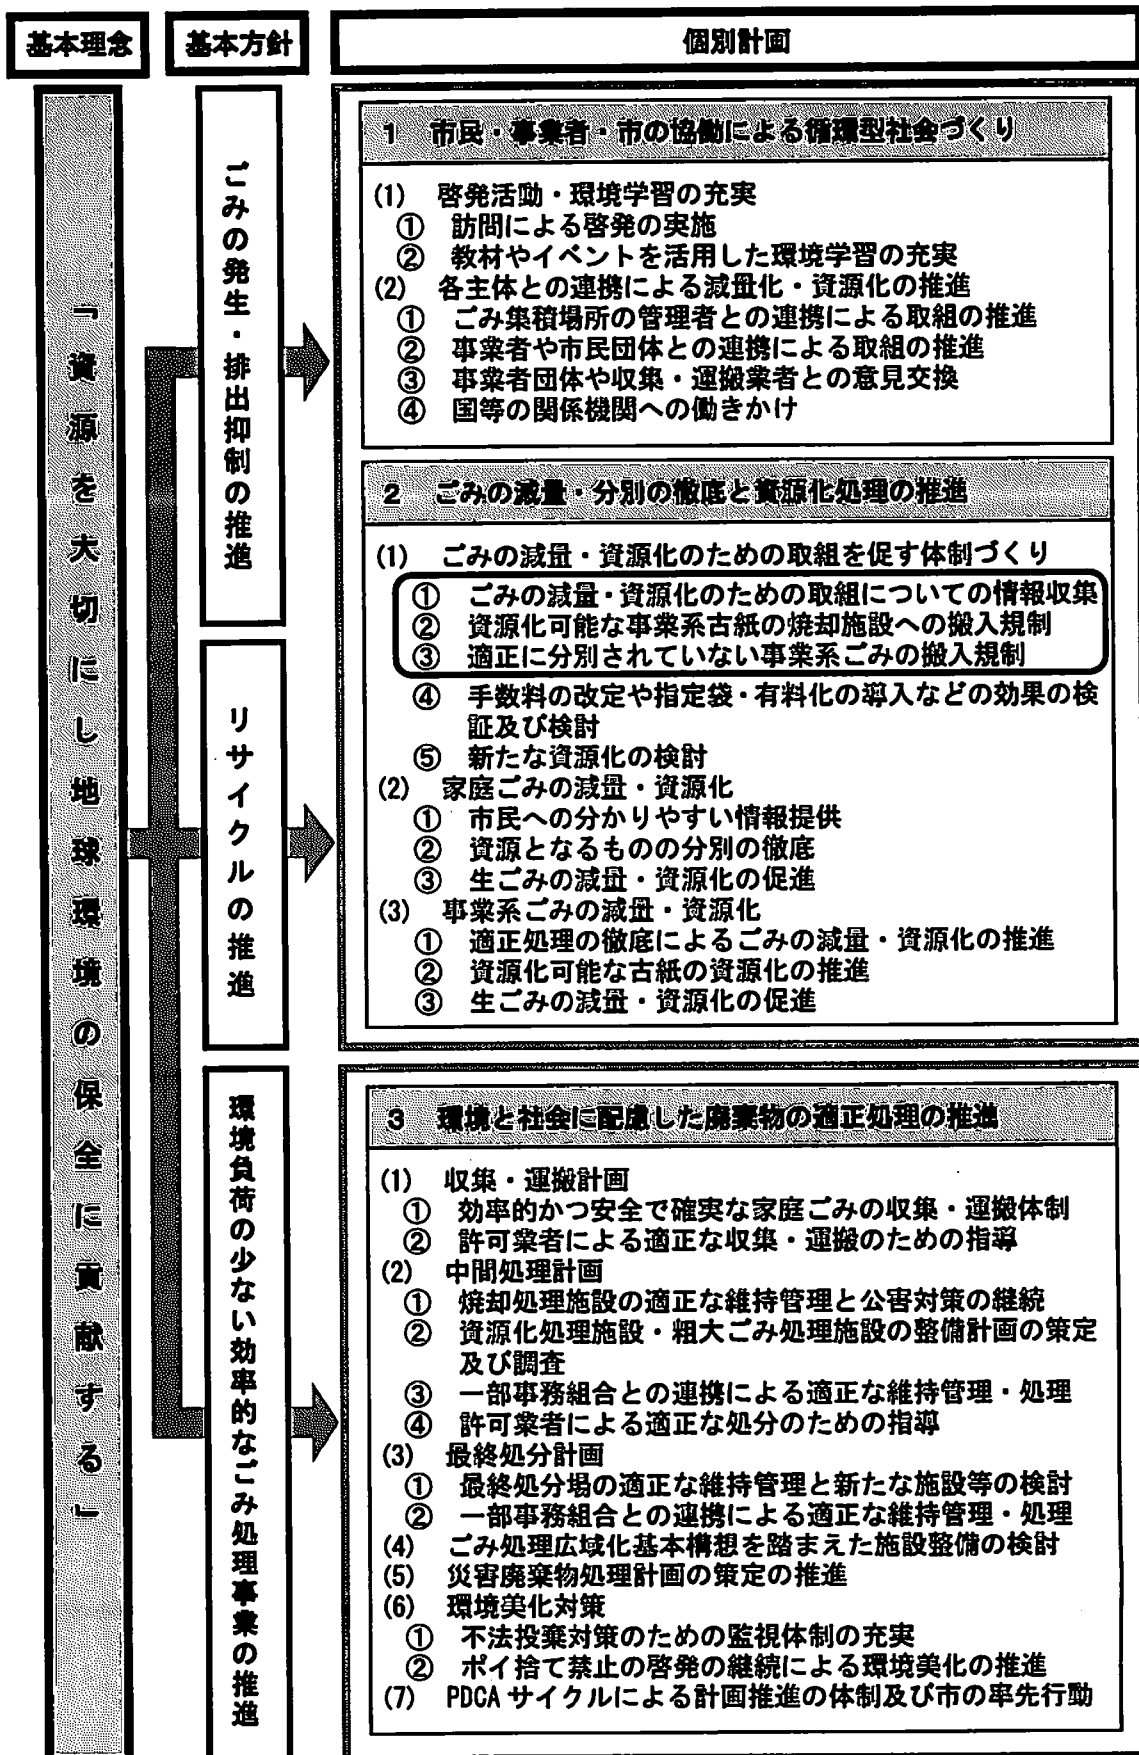 基本理念
基本方針
個別計画
「資源を大切にし地球環境の保全に貢献する」
ごみの発生・排出抑制の推進
リサイクルの推進
環境負荷の少ない効率的なごみ処理事業の推進
1 市民・事業者・市の協働による循環型社会づくり
(1) 啓発活動・環境学習の充実
① 訪問による啓発の実施
② 教材やイベントを活用した環境学習の充実
(2) 各主体との連携による減量化・資源化の推進
① ごみ集積場所の管理者との連携による取組の推進
② 事業者や市民団体との連携による取組の推進
③ 事業者団体や収集・運搬業者との意見交換
④ 国等の関係機関への働きかけ
2 ごみの減量・分別の徹底と資源化処理の推進
(1) ごみの減量・資源化のための取組を促す体制づくり
① ごみの減量・資源化のための取組についての情報収集
② 資源化可能な事業系古紙の焼却施設への搬入規制
③ 適正に分別されていない事業系ごみの搬入規制
④ 手数料の改定や指定袋・有料化の導入などの効果の検
証及び検討
⑤ 新たな資源化の検討
(2) 家庭ごみの減量・資源化
① 市民への分かりやすい情報提供
② 資源となるものの分別の徹底
③ 生ごみの減量・資源化の促進
(3) 事業系ごみの減量・資源化
① 適正処理の徹底によるごみの減量・資源化の推進
② 資源化可能な古紙の資源化の推進
③ 生ごみの減量・資源化の促進
3 環境と社会に配慮した廃棄物の適正処理の推進
(1) 収集・運搬計画
① 効率的かつ安全で確実な家庭ごみの収集・運搬体制
② 許可業者による適正な収集・運搬のための指導
(2) 中間処理計画
① 焼却処理施設の適正な維持管理と公害対策の継続
② 資源化処理施設・粗大ごみ処理施設の整備計画の策定
及び調査
③ 一部事務組合との連携による適正な維持管理・処理
④ 許可業者による適正な処分のための指導
(3) 最終処分計画
① 最終処分場の適正な維持管理と新たな施設等の検討
② 一部事務組合との連携による適正な維持管理・処理
(4) ごみ処理広域化基本構想を踏まえた施設整備の検討
(5) 災害廃棄物処理計画の策定の推進
(6) 環境美化対策
① 不法投棄対策のための監視体制の充実
② ポイ捨て禁止の啓発の継続による環境美化の推進
(7) PDCAサイクルによる計画推進の体制及び市の率先行動